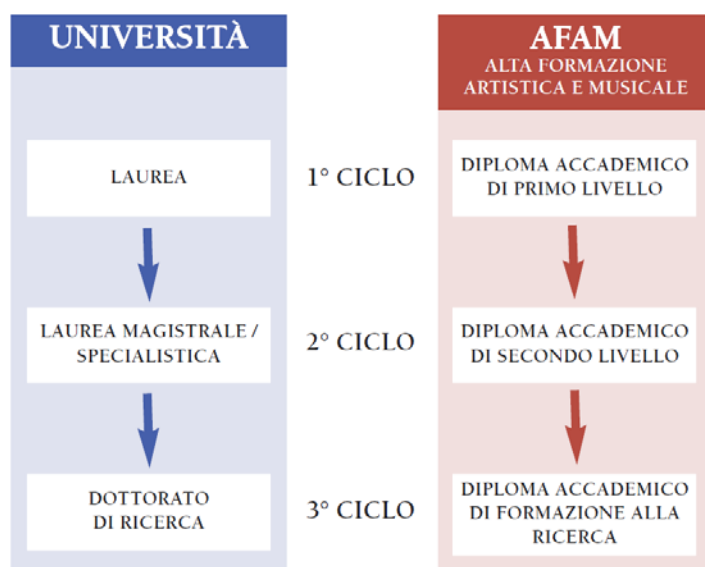 UNIVERSITÀ
AFAM
ALTA FORMAZIONE
ARTISTICA E MUSICALE
LAUREA
1° CICLO
DIPLOMA ACCADEMICO
DI PRIMO LIVELLO
LAUREA MAGISTRALE /
SPECIALISTICA
2° CICLO
DIPLOMA ACCADEMICO
DI SECONDO LIVELLO
DOTTORATO
DI RICERCA
3° CICLO
DIPLOMA ACCADEMICO
DI FORMAZIONE ALLA
RICERCA